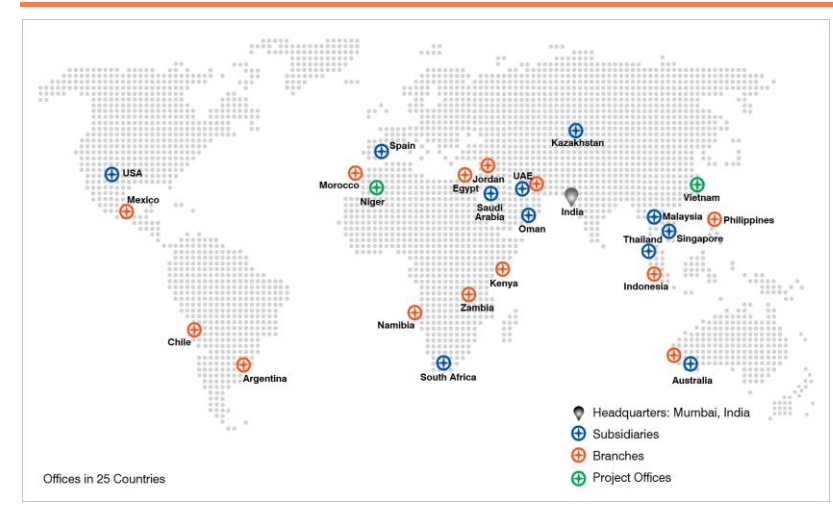 Kazakhstan
Spain
USA
Morocco
Niger
Egypt
Jordan
UAE
Saudi
Arabia
Oman
India
Vietnam
Mexico
Malaysia
Philippines
Thailand
Singapore
Indonesia
Kenya
Zambia
Namibia
Chile
Argentina
South Africa
Australia
Headquarters: Mumbai, India
Subsidiaries
Branches
Project Offices
Offices in 25 Countries